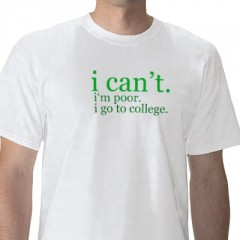 i can't.
i'm poor.
i go to college.